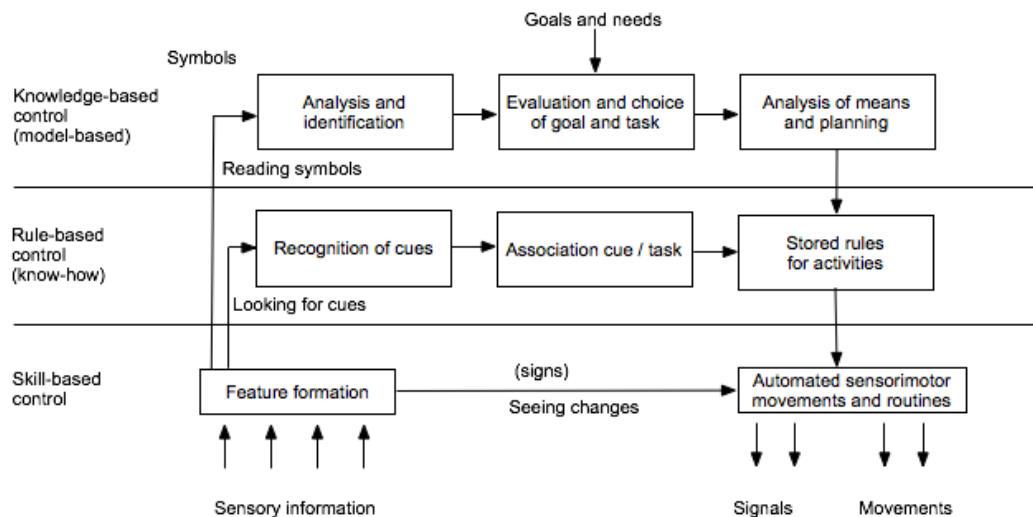 Goals and needs
Symbols
Knowledge-based
control
(model-based)
Analysis and
identification
Evaluation and choice
of goal and task
Analysis of means
and planning
Reading symbols
Rule-based
control
(know-how)
Recognition of cues
Association cue / task
Stored rules
for activities
Looking for cues
Skill-based
control
Feature formation
(signs)
Seeing changes
Automated sensorimotor
movements and routines
Sensory information
Signals
Movements